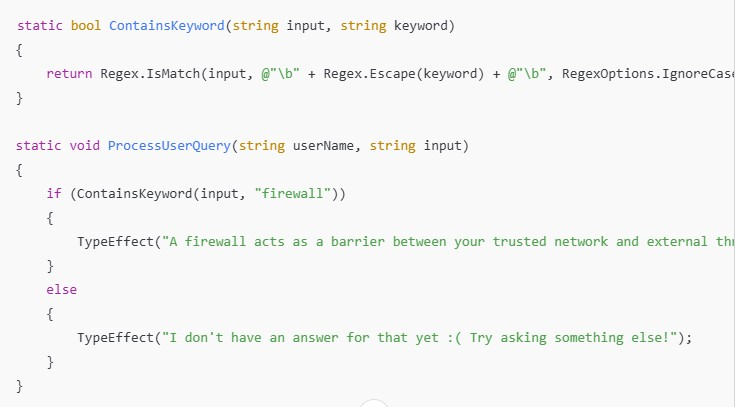 static bool ContainsKeyword(string input, string keyword)
{
return Regex.IsMatch(input, @"\b" + Regex.Escape(keyword) + @"\b", RegexOptions.IgnoreCase
}
static void ProcessUserQuery(string userName, string input)
{
if (ContainsKeyword(input, "firewall"))
{
TypeEffect("A firewall acts as a barrier between your trusted network and external
}
else
{
TypeEffect("I don't have an answer for that yet :( Try asking something else!");
}
}